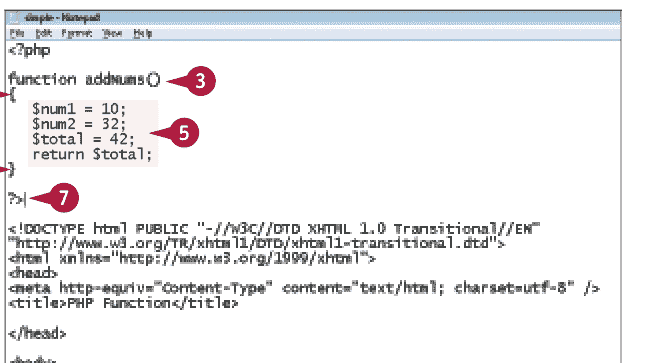 simple - Notepad
File Edit Format View Help
<?php
function addNums() 3
{
$num1 = 10;
$num2 = 32;
$total = 42; 5
return $total;
}
?> 7
<!DOCTYPE html PUBLIC "-//W3C//DTD XHTML 1.0 Transitional//EN"
"http://www.w3.org/TR/xhtml1/DTD/xhtml1-transitional.dtd">
<html xmlns="http://www.w3.org/1999/xhtml">
<head>
<meta http-equiv="Content-Type" content="text/html; charset=utf-8" />
<title>PHP Function</title>
</head>
<body>